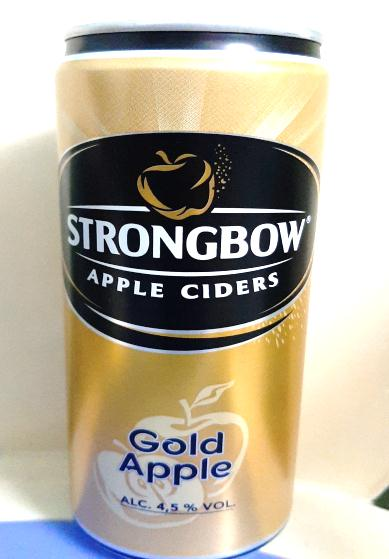 STRONGBOW®
APPLE CIDERS
Gold
Apple
ALC. 4,5 % VOL.